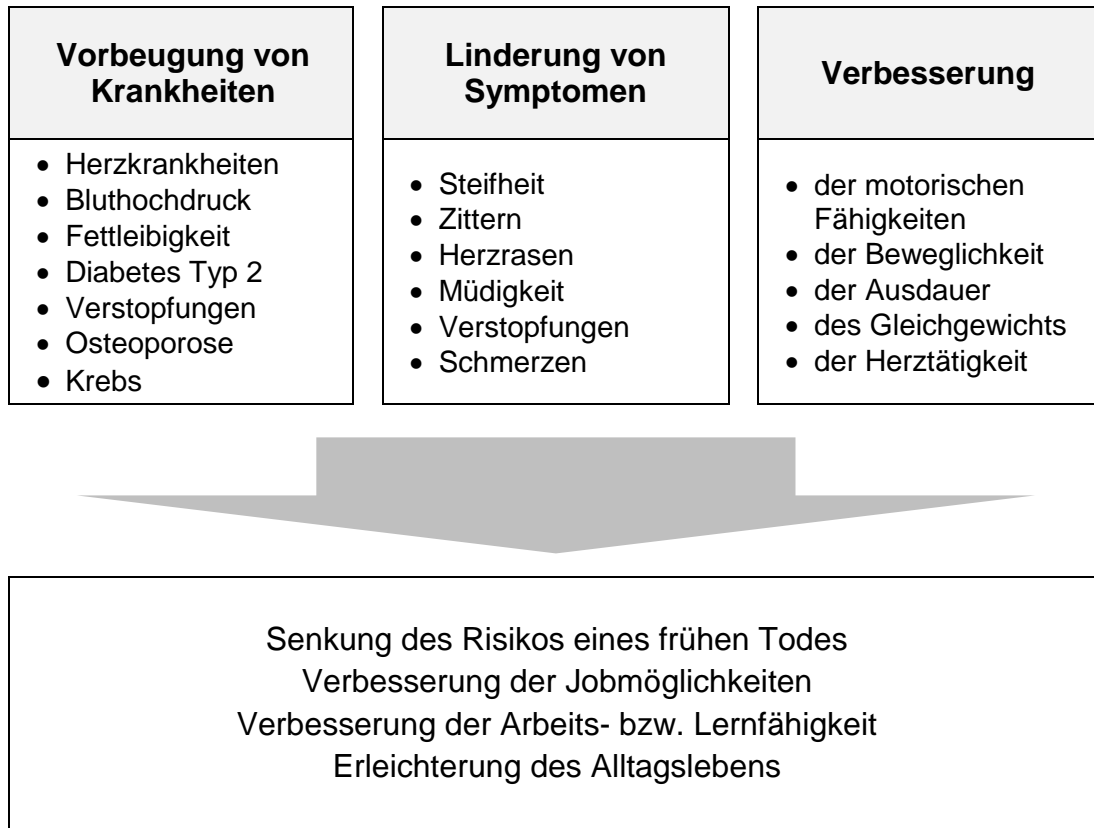 Vorbeugung von
Krankheiten
• Herzkrankheiten
• Bluthochdruck
• Fettleibigkeit
• Diabetes Typ 2
• Verstopfungen
• Osteoporose
• Krebs
Linderung von
Symptomen
• Steifheit
• Zittern
• Herzrasen
• Müdigkeit
• Verstopfungen
• Schmerzen
Verbesserung
• der motorischen
Fähigkeiten
• der Beweglichkeit
• der Ausdauer
• des Gleichgewichts
• der Herztätigkeit
Senkung des Risikos eines frühen Todes
Verbesserung der Jobmöglichkeiten
Verbesserung der Arbeits- bzw. Lernfähigkeit
Erleichterung des Alltagslebens